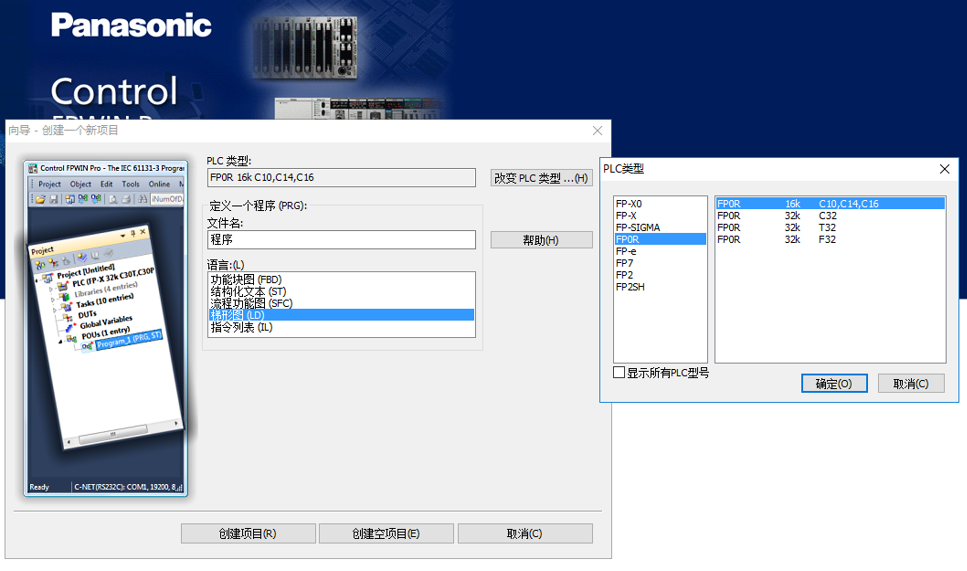 Panasonic
Control
向导 - 创建一个新项目
Control FPWIN Pro - The IEC 61131-3 Progra
Project Object Edit Tools Online
Project
Project [Untitled]
PLC (FP-X 32k C30T,C30P
Libraries (4 entries)
Tasks (10 entries)
DUTs
Global Variables
POUs (1 entry)
Program_1 (PRG, ST)
Ready C-NET(RS232C): COM1, 19200, 8,
PLC 类型:
FP0R 16k C10,C14,C16
改变 PLC 类型 ...(H)
定义一个程序 (PRG):
文件名:
程序
帮助(H)
语言:(L)
功能块图 (FBD)
结构化文本 (ST)
流程功能图 (SFC)
梯形图 (LD)
指令列表 (IL)
创建项目(R)
创建空项目(E)
取消(C)
PLC类型
FP-X0
FP-X
FP-SIGMA
FP0R
FP-e
FP7
FP2
FP2SH
FP0R 16k C10,C14,C16
FP0R 32k C32
FP0R 32k T32
FP0R 32k F32
显示所有PLC型号
确定(O)
取消(C)